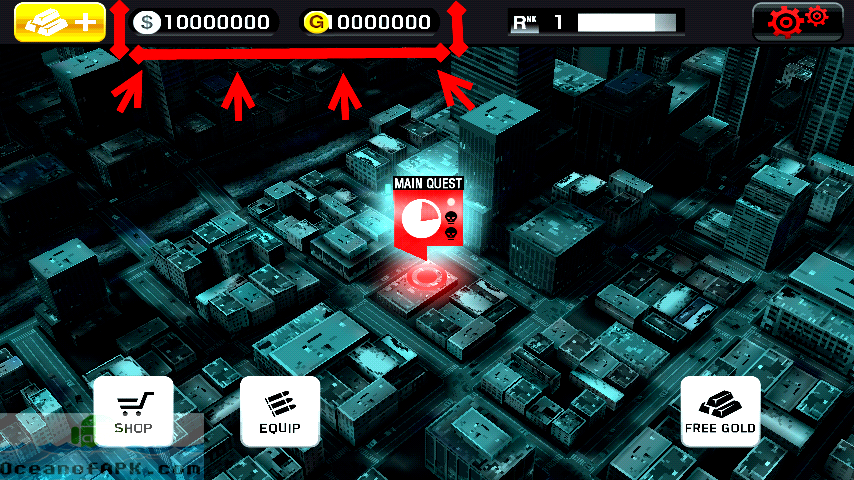 S 10000000
G 10000000
RNK 1
MAIN QUEST
SHOP
EQUIP
FREE GOLD
OceanofAPK.com